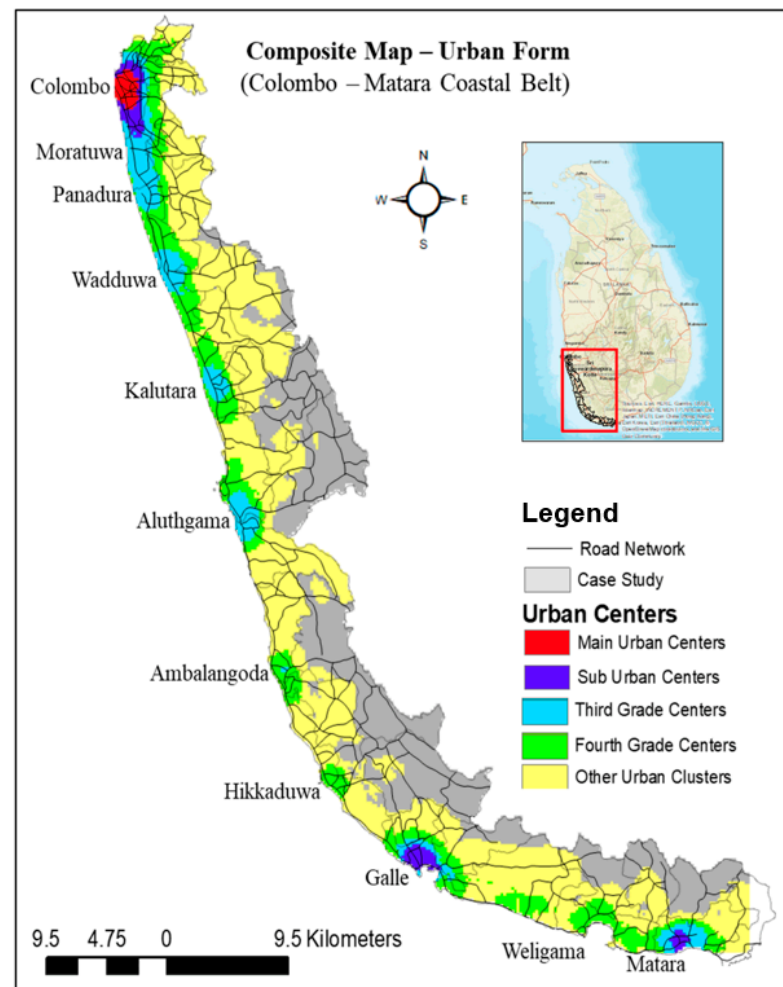 Composite Map – Urban Form
(Colombo – Matara Coastal Belt)
Colombo
Moratuwa
Panadura
Wadduwa
Kalutara
Aluthgama
Ambalangoda
Hikkaduwa
Galle
Weligama
Matara
N
W E
S
Legend
Road Network
Case Study
Urban Centers
Main Urban Centers
Sub Urban Centers
Third Grade Centers
Fourth Grade Centers
Other Urban Clusters
9.5 4.75 0 9.5 Kilometers